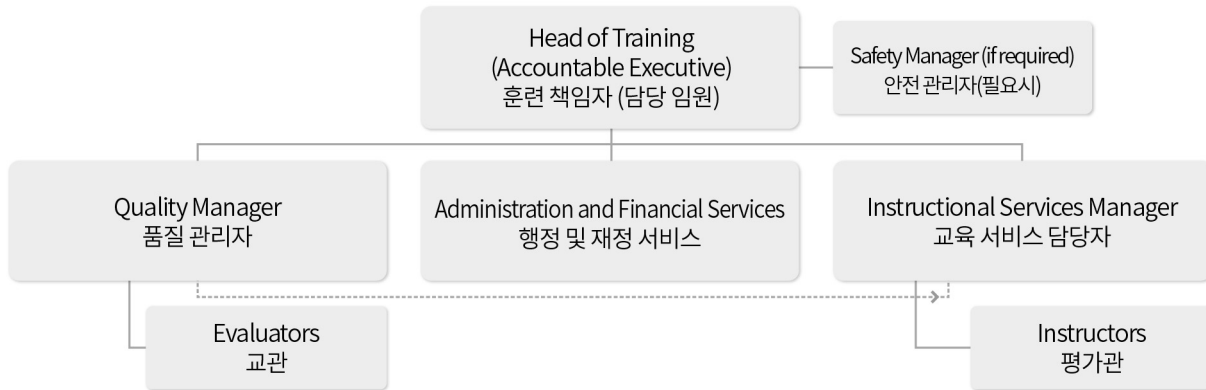 Head of Training
(Accountable Executive)
훈련 책임자 (담당 임원)
Safety Manager (if required)
안전 관리자(필요시)
Quality Manager
품질 관리자
Administration and Financial Services
행정 및 재정 서비스
Instructional Services Manager
교육 서비스 담당자
Evaluators
교관
Instructors
평가관